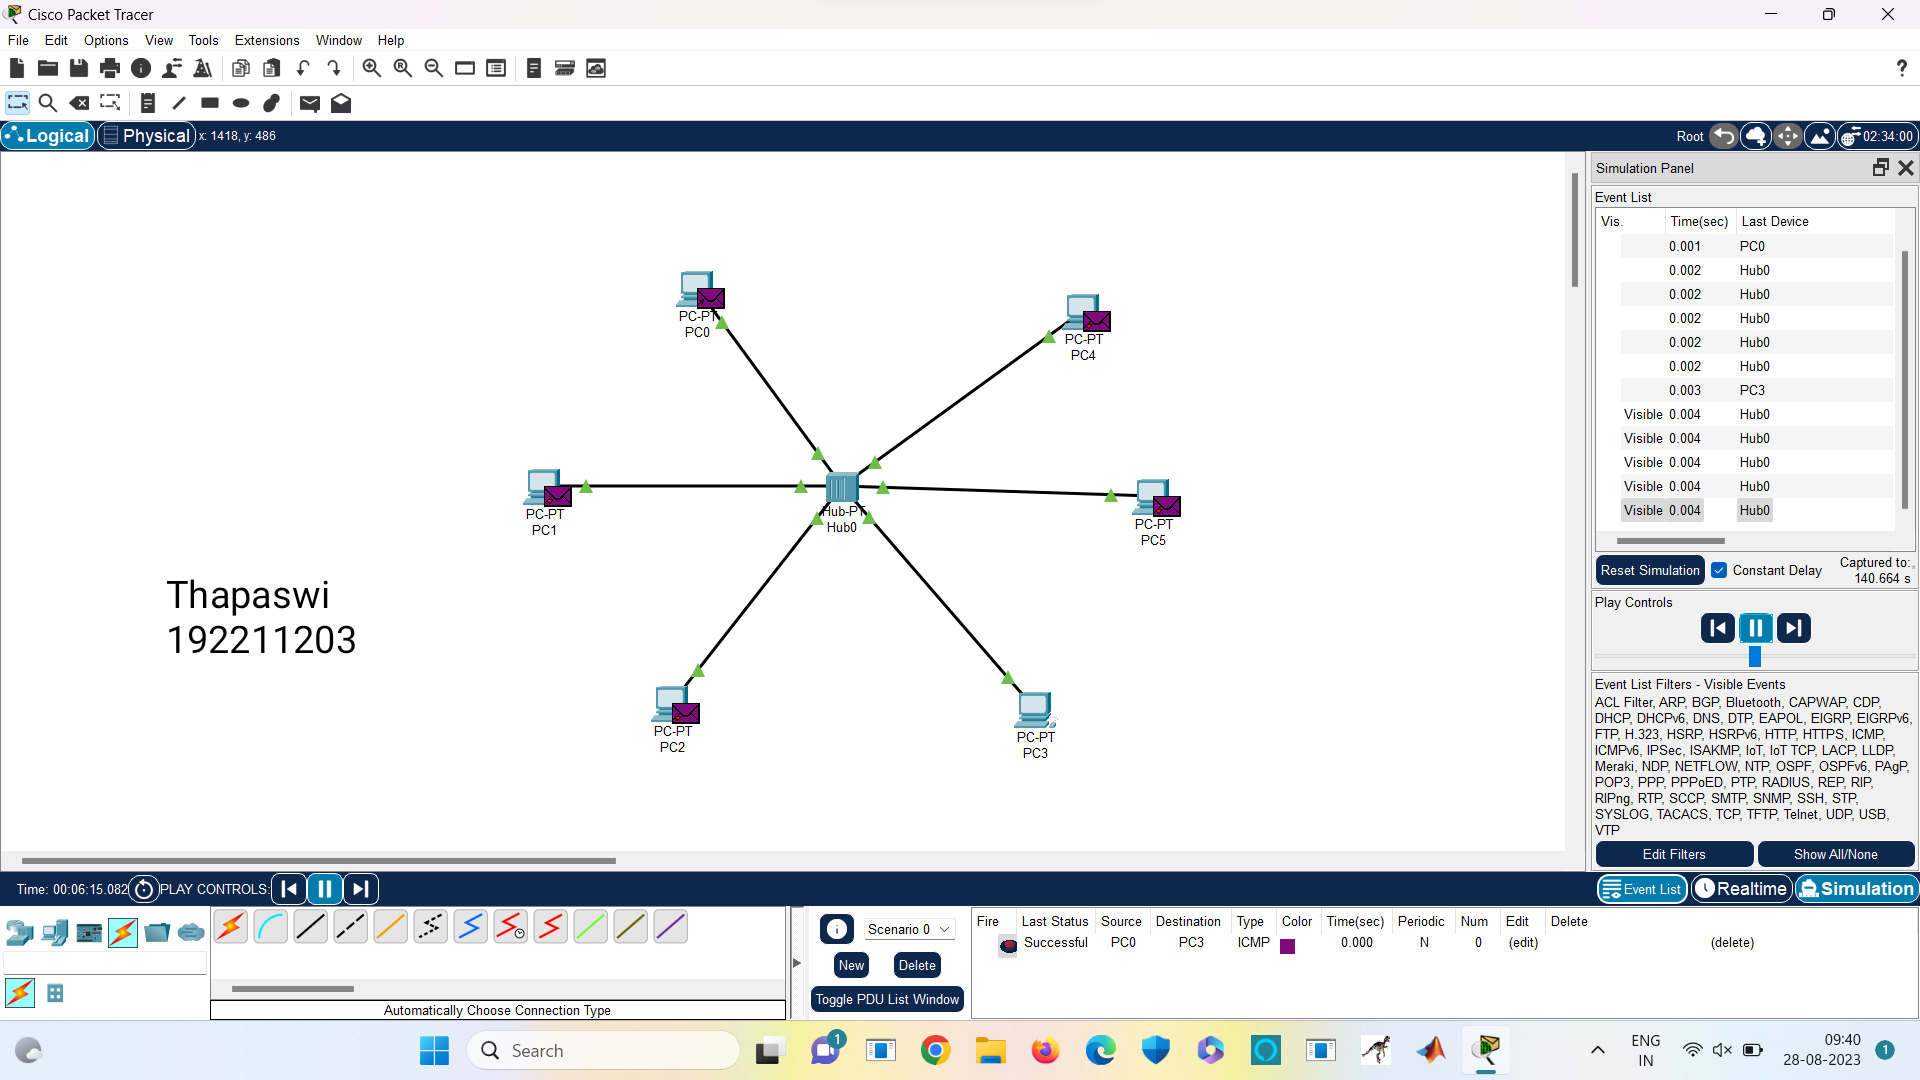 Cisco Packet Tracer
File Edit Options View Tools Extensions Window Help
?
Logical Physical x: 1418, y: 486 Root 02:34:00
PC-PT
PC0
PC-PT
PC4
PC-PT
PC1
Hub-PT
Hub0
PC-PT
PC5
Thapaswi
192211203
PC-PT
PC2
PC-PT
PC3
Simulation Panel
Event List
Vis. Time(sec) Last Device
0.001 PC0
0.002 Hub0
0.002 Hub0
0.002 Hub0
0.002 Hub0
0.002 Hub0
0.003 PC3
Visible 0.004 Hub0
Visible 0.004 Hub0
Visible 0.004 Hub0
Visible 0.004 Hub0
Visible 0.004 Hub0
Reset Simulation Constant Delay Captured to:
140.664 s
Play Controls
Event List Filters - Visible Events
ACL Filter, ARP, BGP, Bluetooth, CAPWAP, CDP,
DHCP, DHCPv6, DNS, DTP, EAPOL, EIGRP, EIGRPv6,
FTP, H.323, HSRP, HSRPv6, HTTP, HTTPS, ICMP,
ICMPv6, IPSec, ISAKMP, IoT, IoT TCP, LACP, LLDP,
Meraki, NDP, NETFLOW, NTP, OSPF, OSPFv6, PAgP,
POP3, PPP, PPPoED, PTP, RADIUS, REP, RIP,
RIPng, RTP, SCCP, SMTP, SNMP, SSH, STP,
SYSLOG, TACACS, TCP, TFTP, Telnet, UDP, USB,
VTP
Edit Filters Show All/None
Time: 00:06:15.082 PLAY CONTROLS: Event List Realtime Simulation
Automatically Choose Connection Type
Scenario 0
New Delete
Toggle PDU List Window
Fire Last Status Source Destination Type Color Time(sec) Periodic Num Edit Delete
Successful PC0 PC3 ICMP 0.000 N 0 (edit) (delete)
Search
1
ENG
IN
09:40
28-08-2023
1